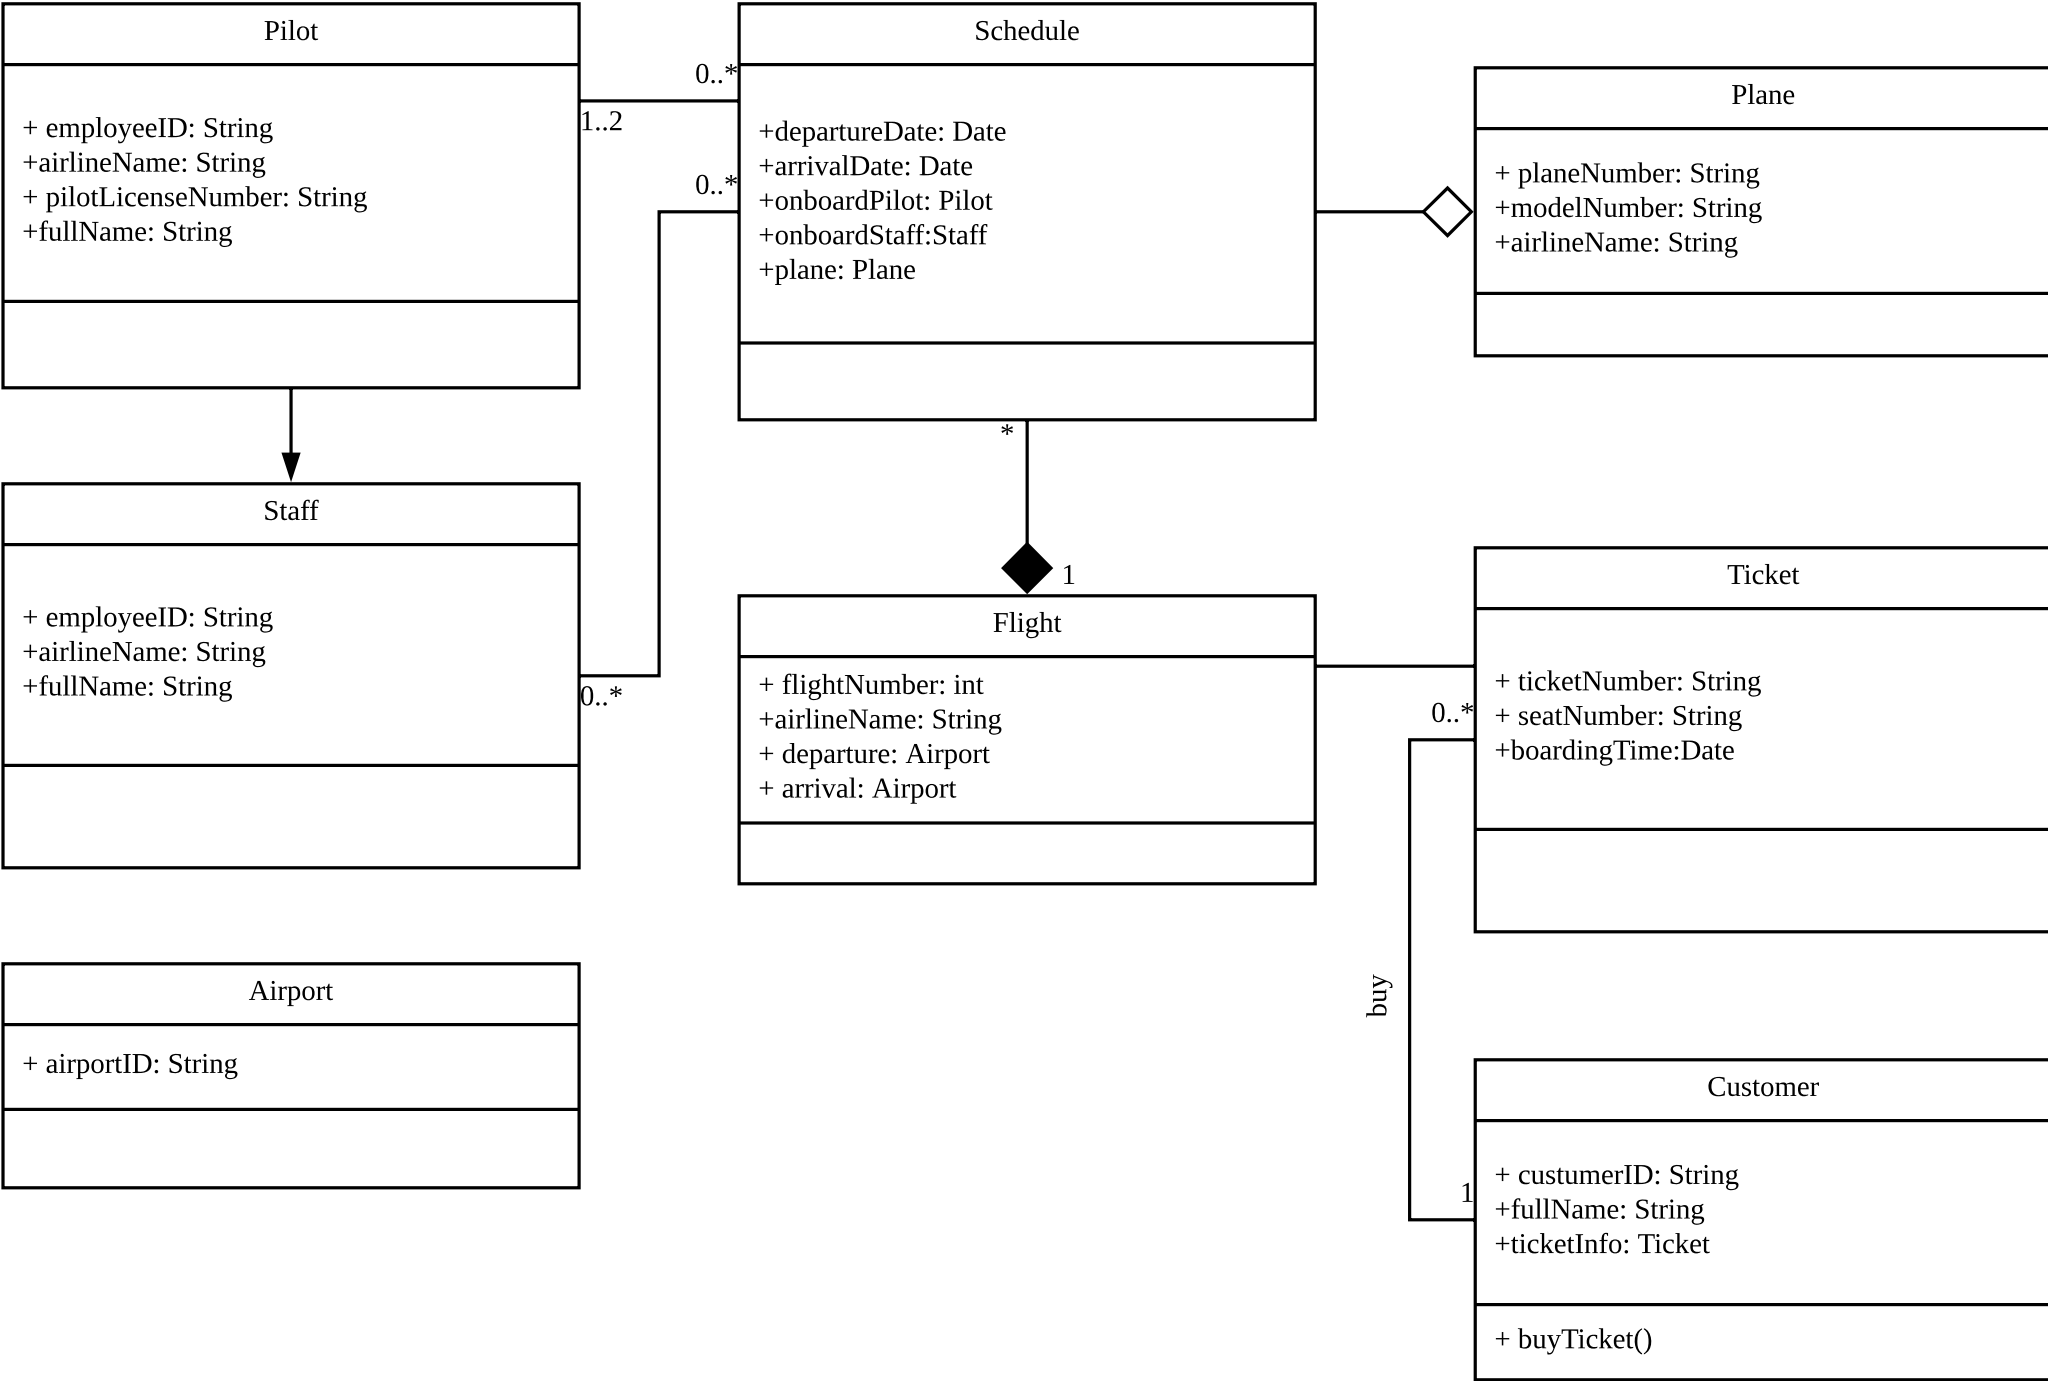 Pilot
+ employeeID: String
+airlineName: String
+ pilotLicenseNumber: String
+fullName: String
0..*
1..2
0..*
Schedule
+departureDate: Date
+arrivalDate: Date
+onboardPilot: Pilot
+onboardStaff:Staff
+plane: Plane
Plane
+ planeNumber: String
+modelNumber: String
+airlineName: String
*
1
Staff
+ employeeID: String
+airlineName: String
+fullName: String
0..*
Flight
+ flightNumber: int
+airlineName: String
+ departure: Airport
+ arrival: Airport
Ticket
+ ticketNumber: String
+ seatNumber: String
+boardingTime:Date
0..*
buy
1
Airport
+ airportID: String
Customer
+ custumerID: String
+fullName: String
+ticketInfo: Ticket
+ buyTicket()